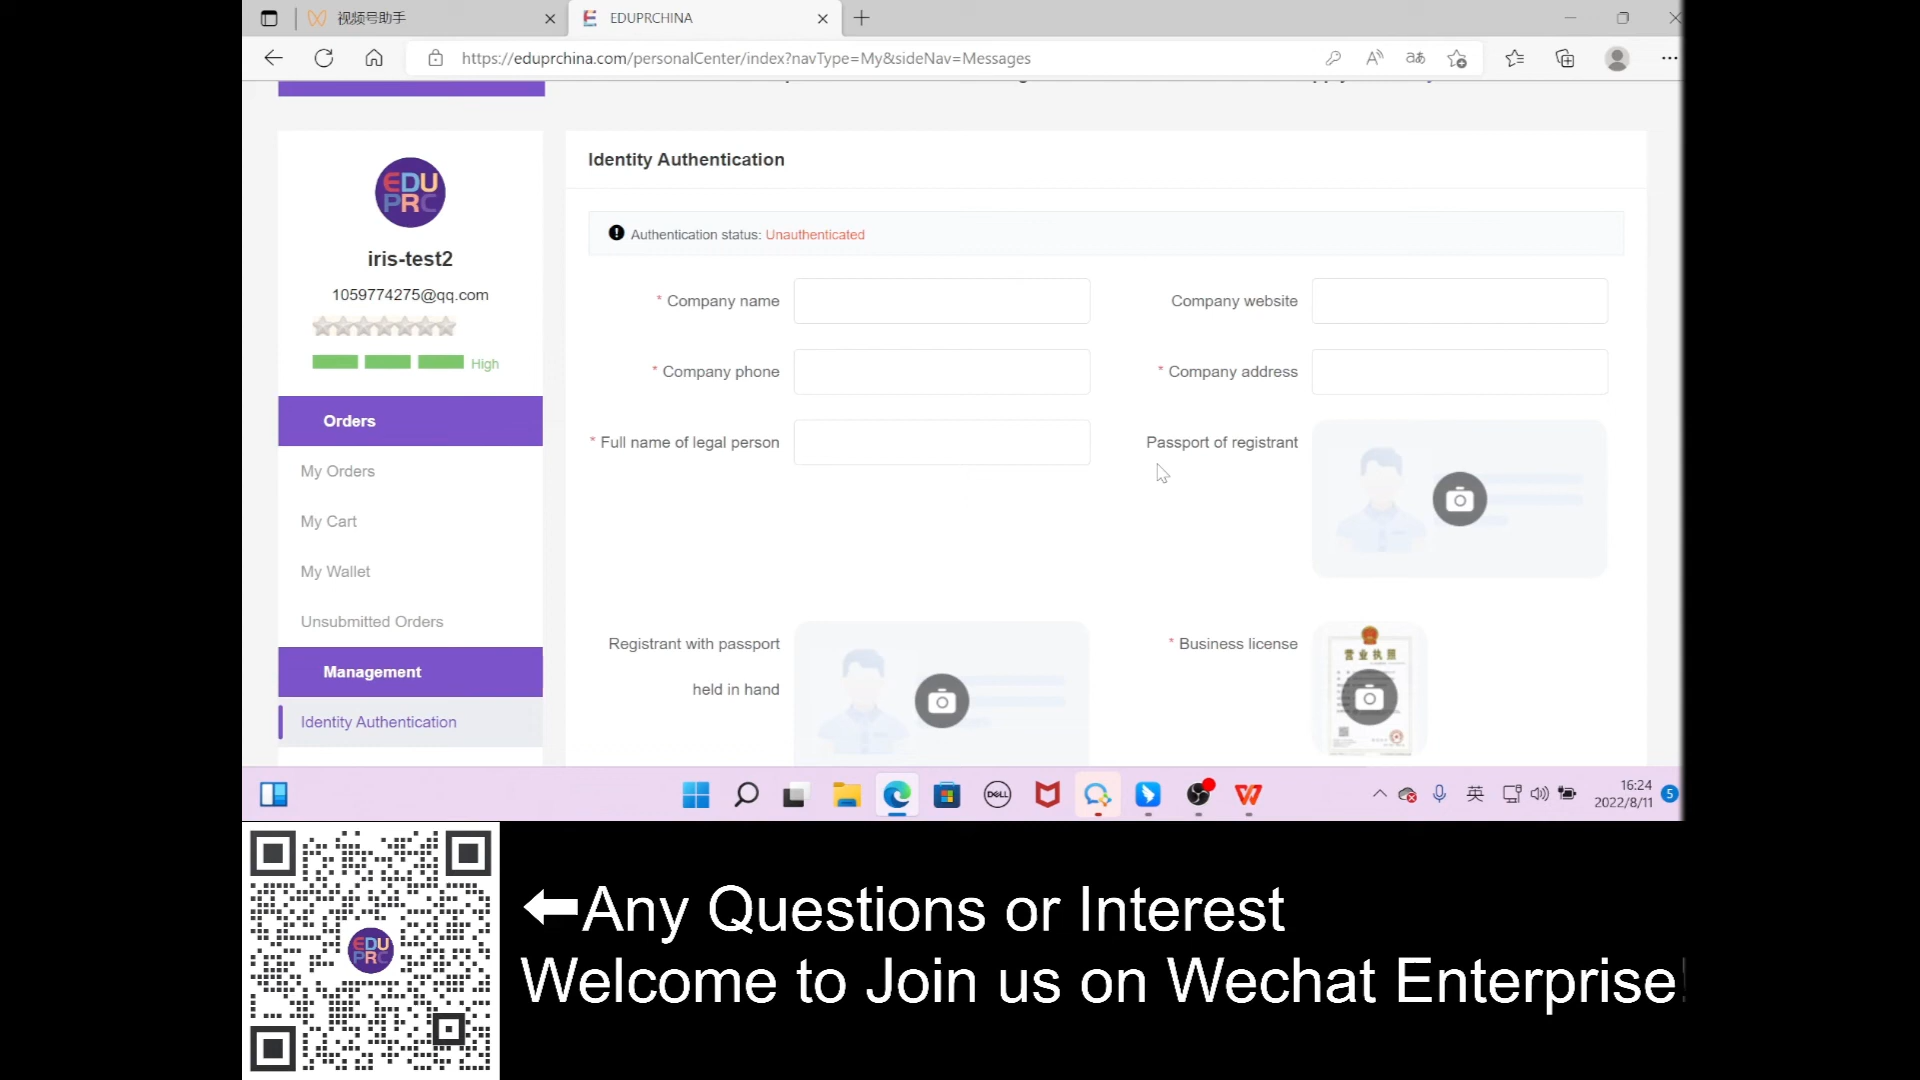 视频号助手
EDUPRCHINA
https://eduprchina.com/personalCenter/index?navType=My&sideNav=Messages
EDU
PRC
iris-test2
1059774275@qq.com
High
Orders
My Orders
My Cart
My Wallet
Unsubmitted Orders
Management
Identity Authentication
Identity Authentication
Authentication status: Unauthenticated
* Company name
Company website
* Company phone
* Company address
* Full name of legal person
Passport of registrant
Registrant with passport
held in hand
* Business license
营业执照
DELL
英
16:24
2022/8/11
5
EDU
PRC
Any Questions or Interest
Welcome to Join us on Wechat Enterprise!